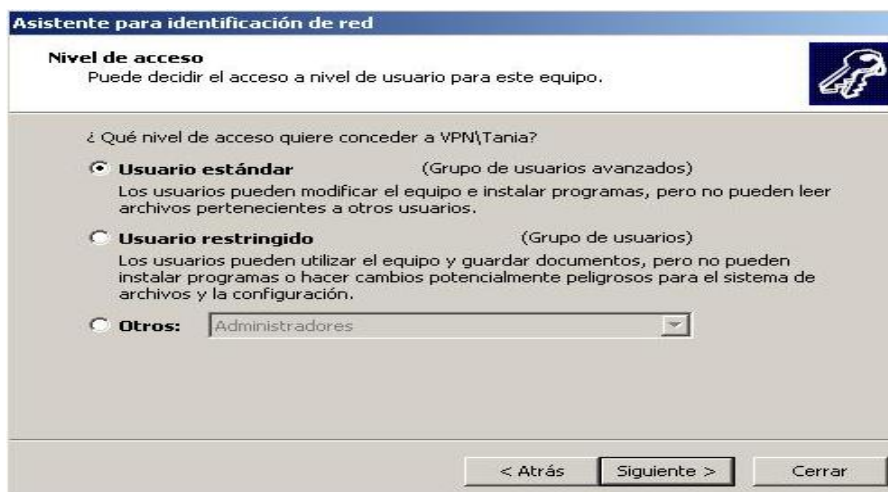 Asistente para identificación de red
Nivel de acceso
Puede decidir el acceso a nivel de usuario para este equipo.
¿ Qué nivel de acceso quiere conceder a VPN\Tania?
Usuario estándar (Grupo de usuarios avanzados)
Los usuarios pueden modificar el equipo e instalar programas, pero no pueden leer
archivos pertenecientes a otros usuarios.
Usuario restringido (Grupo de usuarios)
Los usuarios pueden utilizar el equipo y guardar documentos, pero no pueden
instalar programas o hacer cambios potencialmente peligrosos para el sistema de
archivos y la configuración.
Otros: Administradores
< Atrás Siguiente > Cerrar